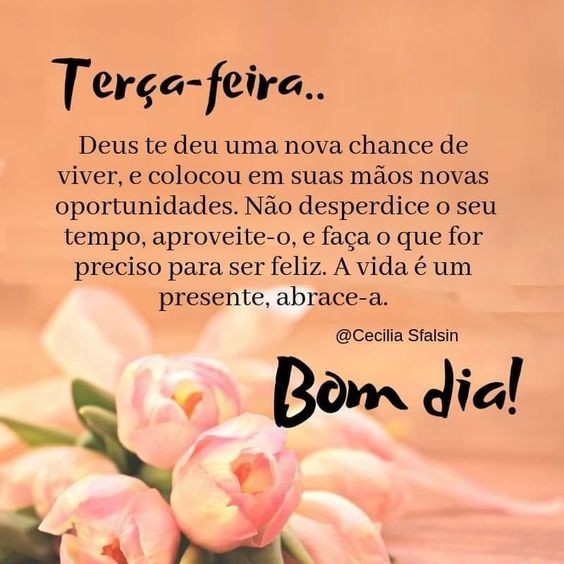 Terça-feira..
Deus te deu uma nova chance de
viver, e colocou em suas mãos novas
oportunidades. Não desperdice o seu
tempo, aproveite-o, e faça o que for
preciso para ser feliz. A vida é um
presente, abrace-a.
@Cecilia Sfalsin
Bom dia!